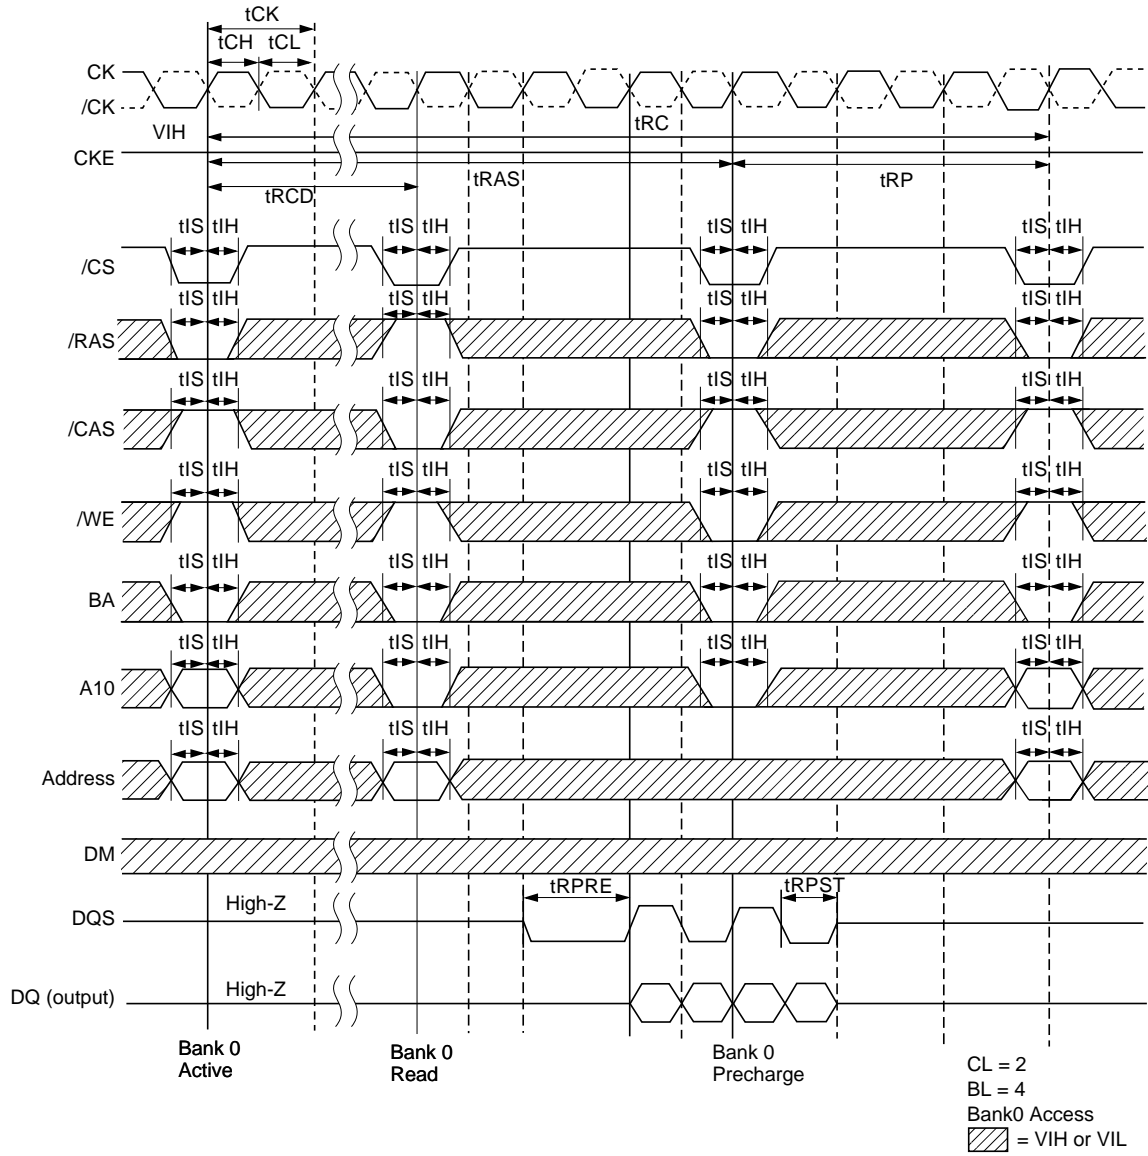 tCK
tCH tCL
CK
/CK
VIH
tRC
CKE
tRAS
tRP
tRCD
tIS tIH tIS tIH tIS tIH tIS tIH
/CS
tIS tIH tIS tIH tIS tIH tIS tIH
/RAS
tIS tIH tIS tIH tIS tIH tIS tIH
/CAS
tIS tIH tIS tIH tIS tIH tIS tIH
/WE
tIS tIH tIS tIH tIS tIH tIS tIH
BA
tIS tIH tIS tIH tIS tIH tIS tIH
A10
tIS tIH tIS tIH tIS tIH
Address
DM
tRPRE tRPST
High-Z
DQS
High-Z
DQ (output)
Bank 0
Active
Bank 0
Read
Bank 0
Precharge
CL = 2
BL = 4
Bank0 Access
= VIH or VIL